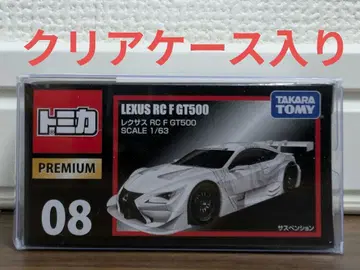 クリアケース入り
トミカ
PREMIUM
08
LEXUS RC F GT500
レクサス RC F GT500
SCALE 1/63
TAKARA
TOMY
サスペンション